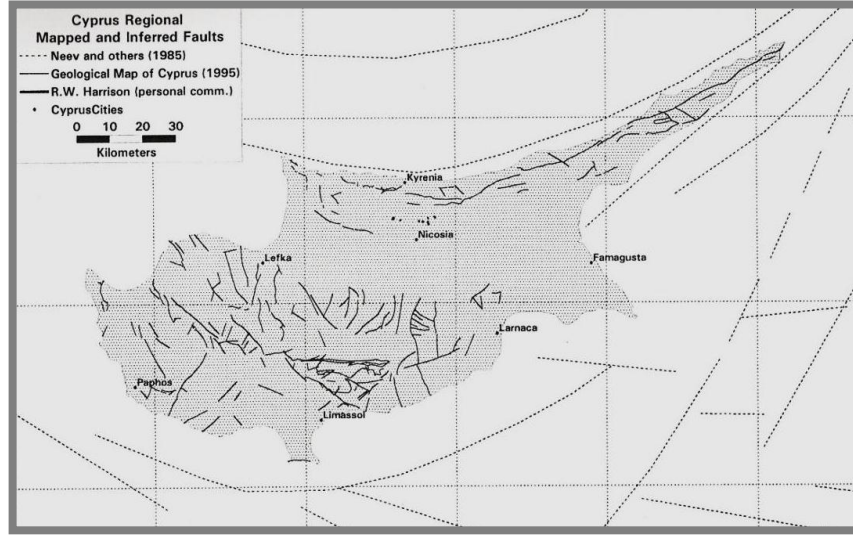 Cyprus Regional
Mapped and Inferred Faults
Neev and others (1985)
Geological Map of Cyprus (1995)
R.W. Harrison (personal comm.)
CyprusCities
0 10 20 30
Kilometers
Kyrenia
Nicosia
Lefka
Famagusta
Larnaca
Paphos
Limassol